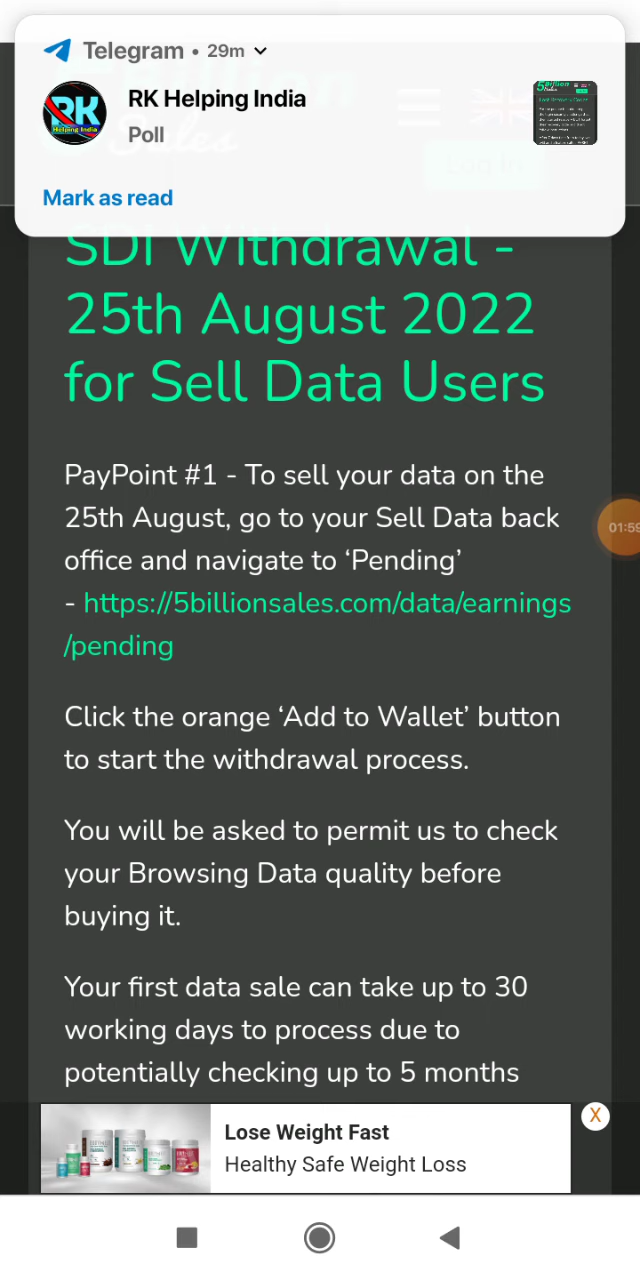 Telegram • 29m
RK Helping India
Poll
RK
Helping India
Mark as read
Log In
SDI Withdrawal -
25th August 2022
for Sell Data Users
PayPoint #1 - To sell your data on the
25th August, go to your Sell Data back
office and navigate to ‘Pending’
- https://5billionsales.com/data/earnings
/pending
Click the orange ‘Add to Wallet’ button
to start the withdrawal process.
You will be asked to permit us to check
your Browsing Data quality before
buying it.
Your first data sale can take up to 30
working days to process due to
potentially checking up to 5 months
01:59
Lose Weight Fast
Healthy Safe Weight Loss
X